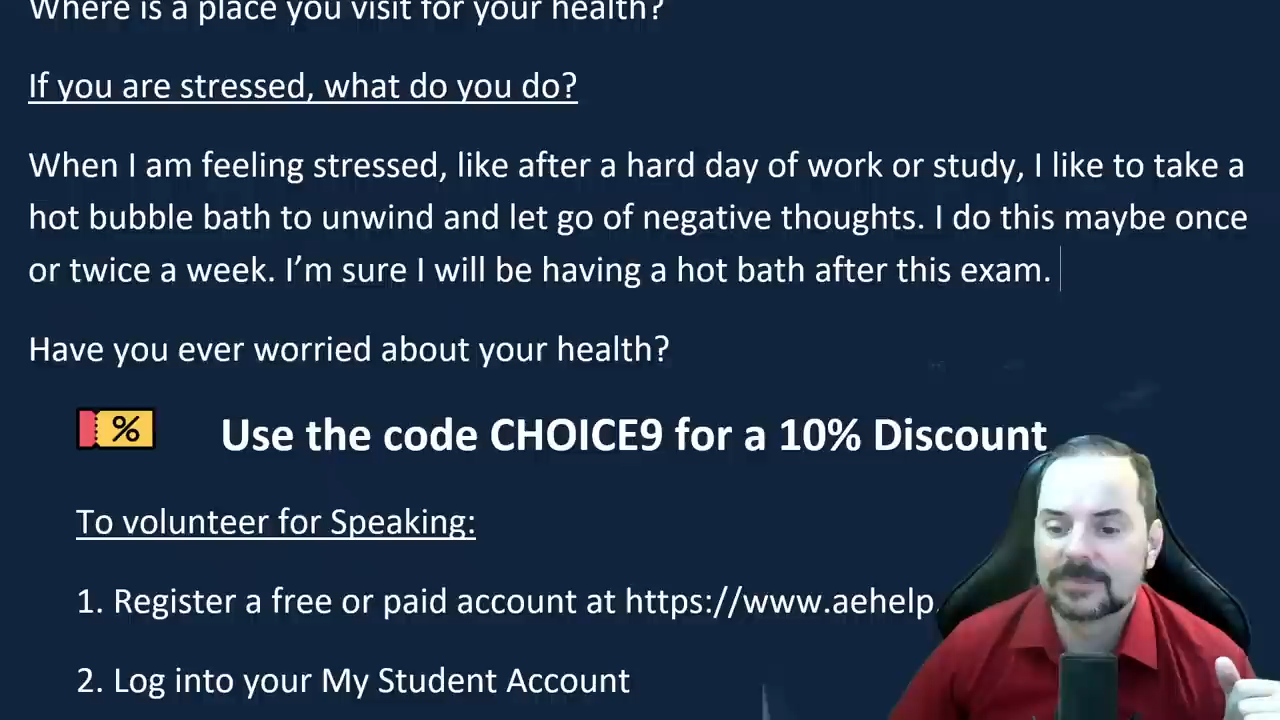 Where is a place you visit for your health?
If you are stressed, what do you do?
When I am feeling stressed, like after a hard day of work or study, I like to take a
hot bubble bath to unwind and let go of negative thoughts. I do this maybe once
or twice a week. I’m sure I will be having a hot bath after this exam.
Have you ever worried about your health?
% Use the code CHOICE9 for a 10% Discount
To volunteer for Speaking:
1. Register a free or paid account at https://www.aehelp.
2. Log into your My Student Account